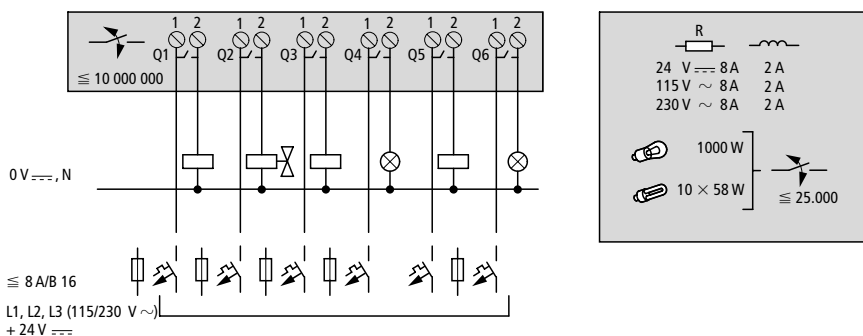 1 2 1 2 1 2 1 2 1 2 1 2
Q1 Q2 Q3 Q4 Q5 Q6
≦ 10 000 000
0 V ⎓, N
≦ 8 A/B 16
L1, L2, L3 (115/230 V ~)
+ 24 V ⎓
R
24 V ⎓ 8 A 2 A
115 V ~ 8 A 2 A
230 V ~ 8 A 2 A
1000 W
10 × 58 W
≦ 25.000